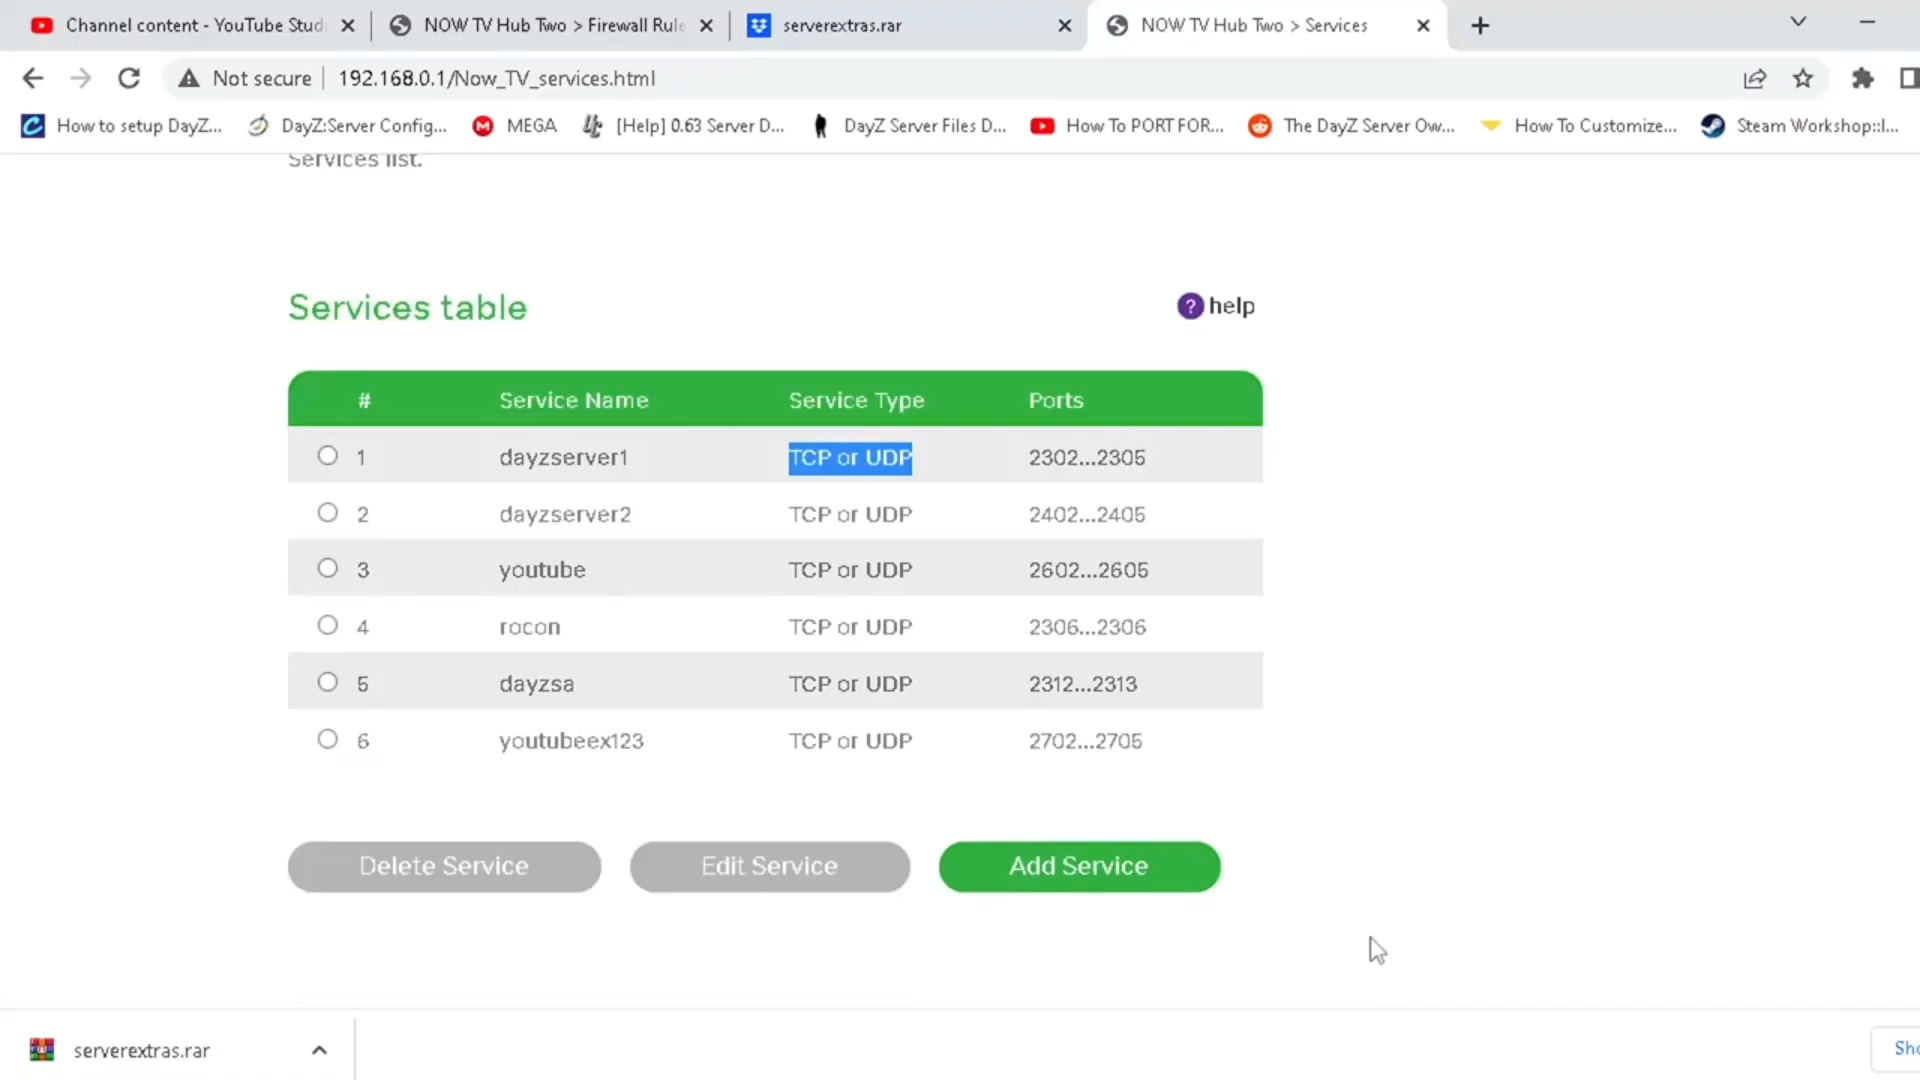 Channel content - YouTube Stud
NOW TV Hub Two > Firewall Rule
serverextras.rar
NOW TV Hub Two > Services
Not secure
192.168.0.1/Now_TV_services.html
How to setup DayZ...
DayZ:Server Config...
MEGA
[Help] 0.63 Server D...
DayZ Server Files D...
How To PORT FOR...
The DayZ Server Ow...
How To Customize...
Steam Workshop::I...
Services list.
Services table
? help
# Service Name Service Type Ports
1 dayzserver1 TCP or UDP 2302...2305
2 dayzserver2 TCP or UDP 2402...2405
3 youtube TCP or UDP 2602...2605
4 rocon TCP or UDP 2306...2306
5 dayzsa TCP or UDP 2312...2313
6 youtubeex123 TCP or UDP 2702...2705
Delete Service
Edit Service
Add Service
serverextras.rar
Sho